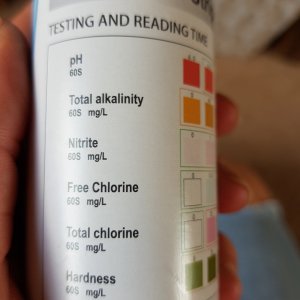 TESTING AND READING TIME
pH
60S
Total alkalinity
60S mg/L
Nitrite
60S mg/L
Free Chlorine
60S mg/L
Total chlorine
60S mg/L
Hardness
60S mg/L